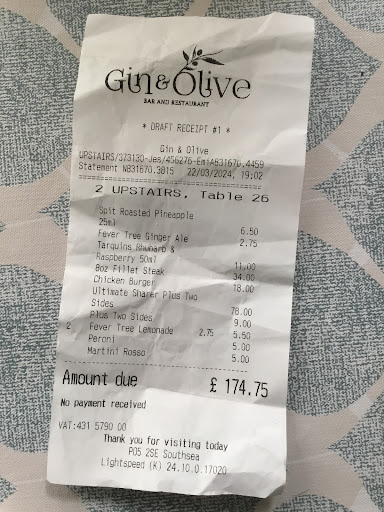 Gin & Olive
BAR AND RESTAURANT
* DRAFT RECEIPT #1 *
Gin & Olive
UPSTAIRS/373130-Jes/456276-EmiA831670.4459
Statement NB31670.3815 22/03/2024, 19:02
2 UPSTAIRS, Table 26
Spit Roasted Pineapple
25ml 6.50
Fever Tree Ginger Ale 2.75
Tarquins Rhubarb &
Raspberry 50ml 11.00
8oz Fillet Steak 34.00
Chicken Burger 18.00
Ultimate Sharer Plus Two
Sides 78.00
Plus Two Sides 9.00
2 Fever Tree Lemonade 2.75 5.50
Peroni 5.00
Martini Rosso 5.00
Amount due £ 174.75
No payment received
VAT:431 5790 00
Thank you for visiting today
PO5 2SE Southsea
Lightspeed (K) 24.10.0.17020